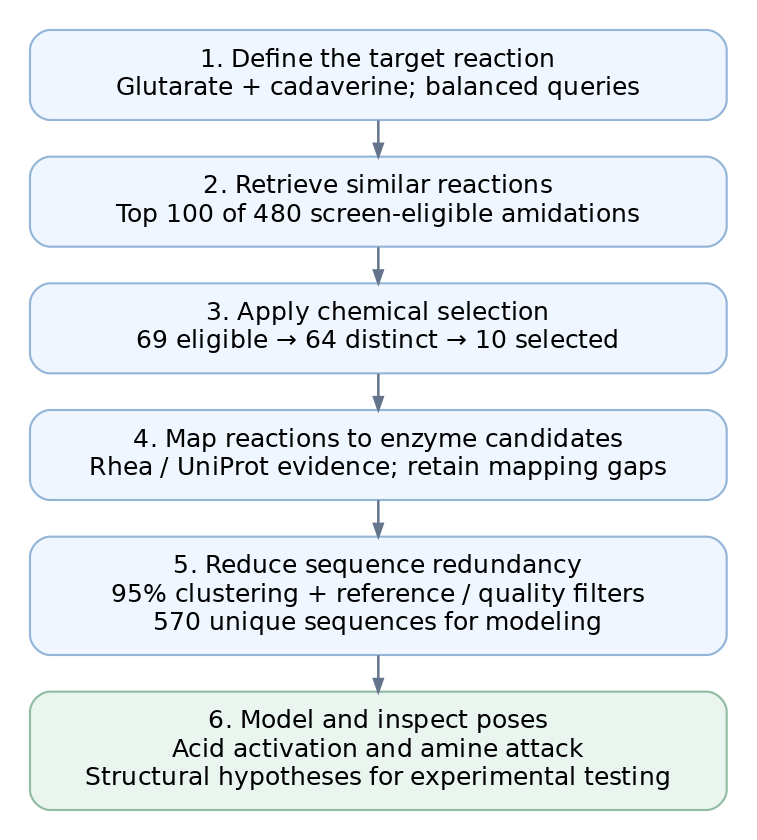 1. Define the target reaction
Glutarate + cadaverine; balanced queries
2. Retrieve similar reactions
Top 100 of 480 screen-eligible amidations
3. Apply chemical selection
69 eligible → 64 distinct → 10 selected
4. Map reactions to enzyme candidates
Rhea / UniProt evidence; retain mapping gaps
5. Reduce sequence redundancy
95% clustering + reference / quality filters
570 unique sequences for modeling
6. Model and inspect poses
Acid activation and amine attack
Structural hypotheses for experimental testing